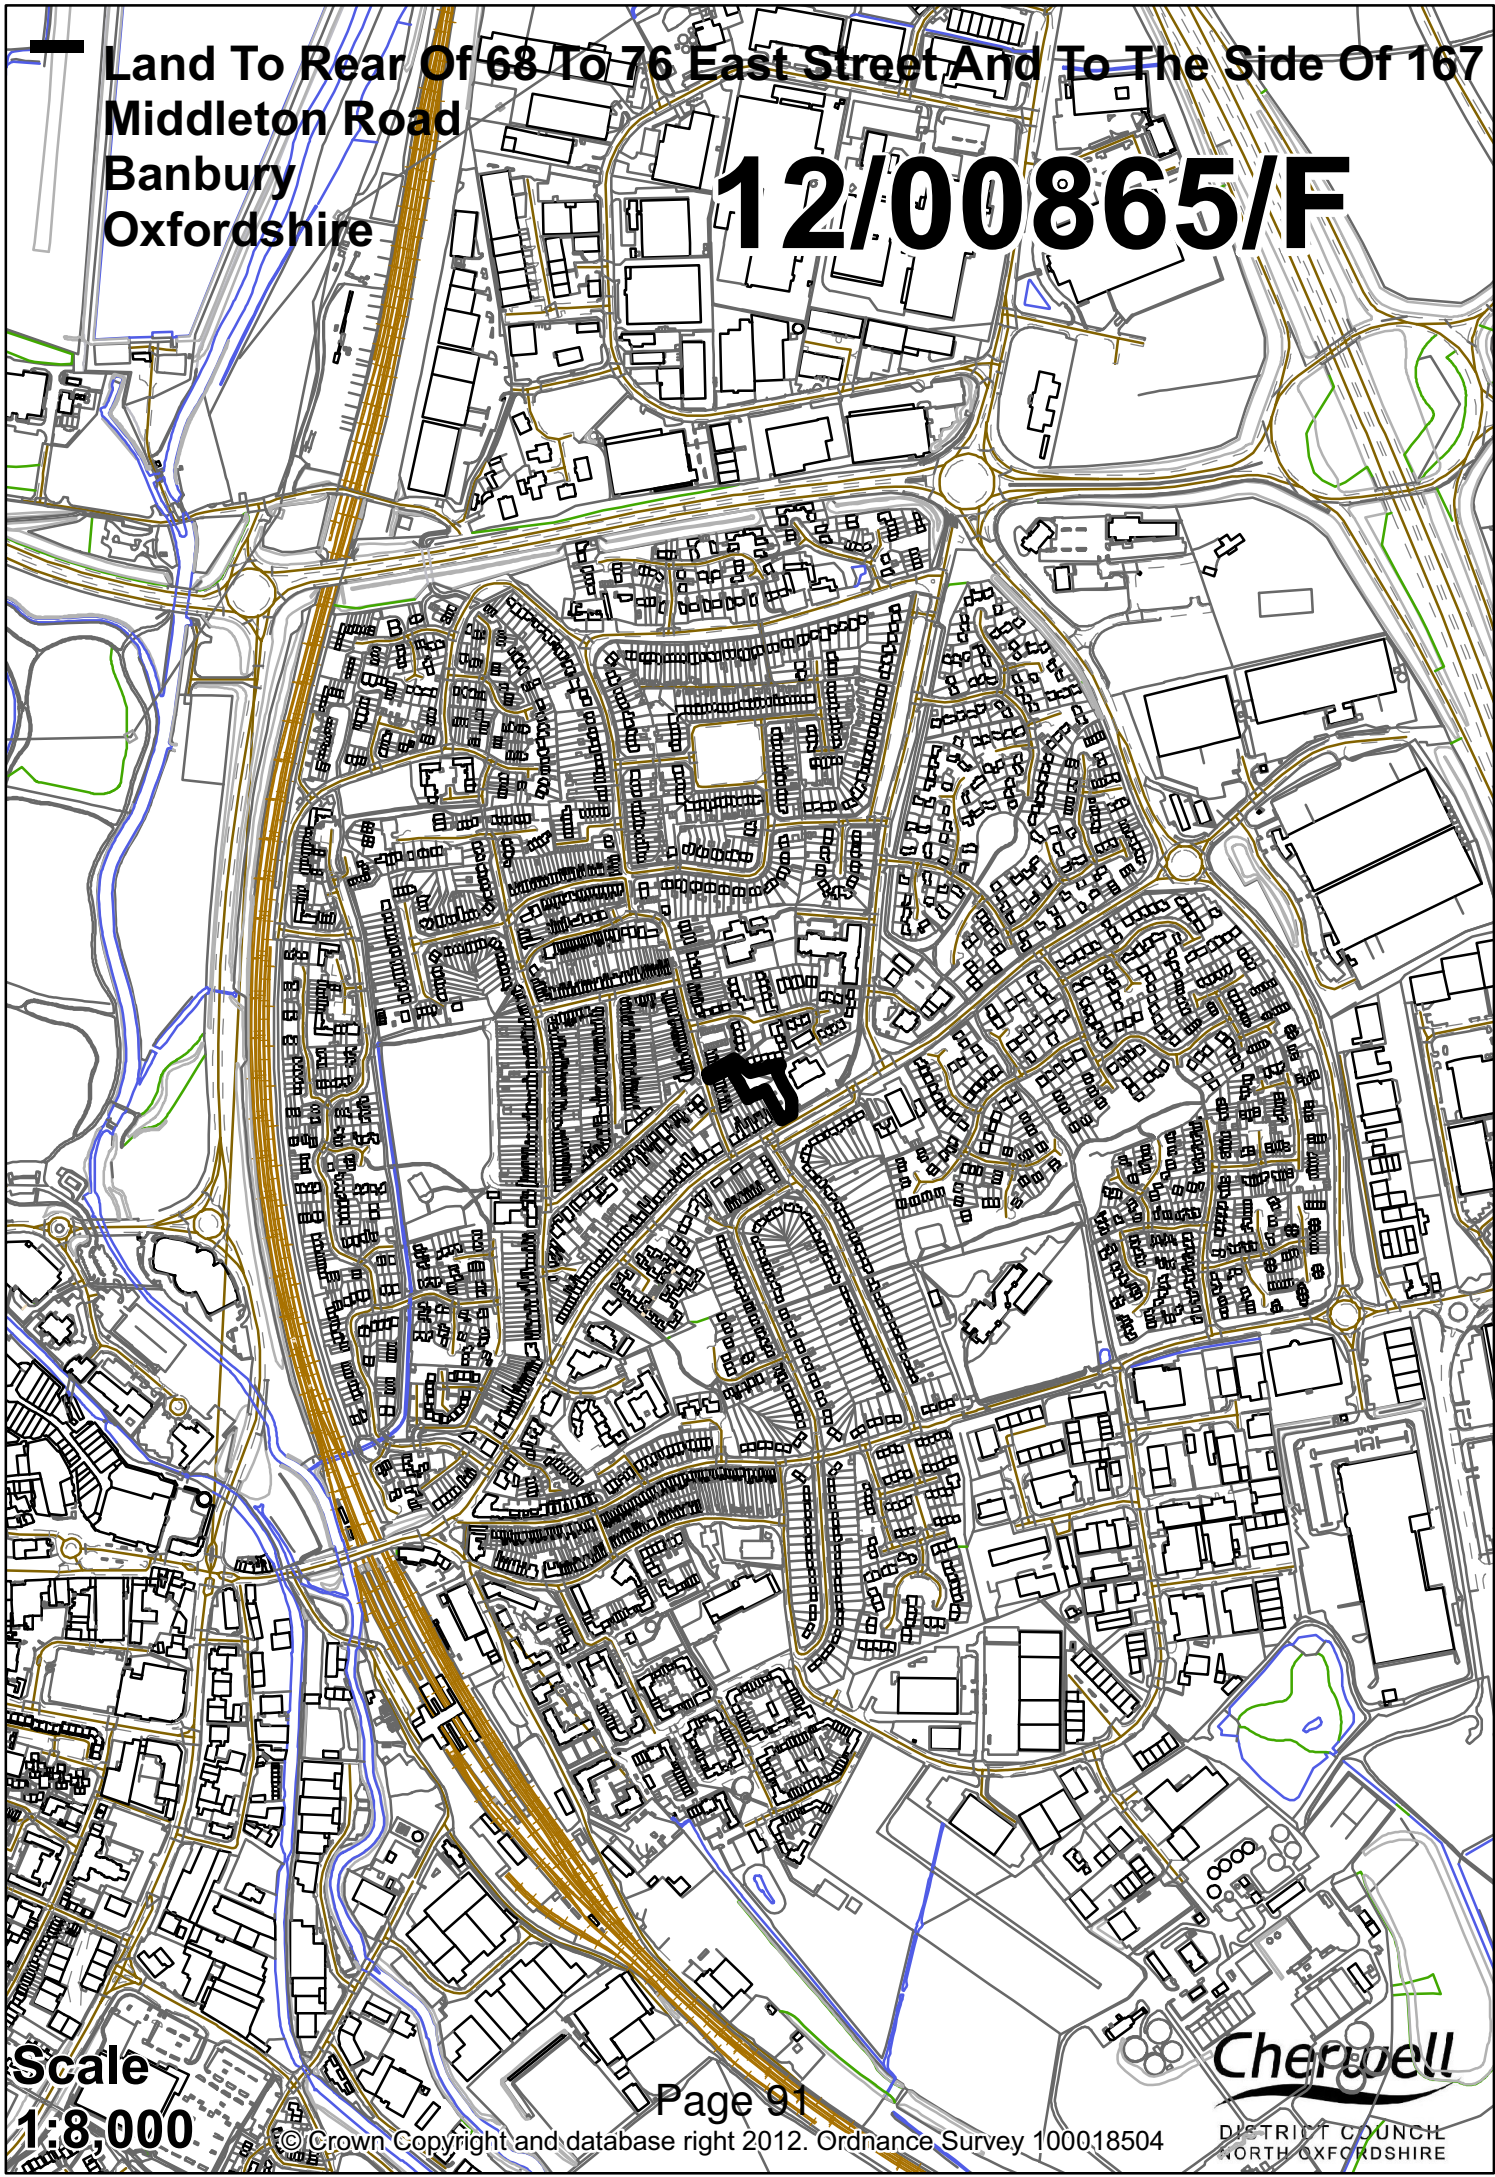 Land To Rear Of 68 To 76 East Street And To The Side Of 167
Middleton Road
Banbury
Oxfordshire
12/00865/F
Scale
1:8,000
Page 91
© Crown Copyright and database right 2012. Ordnance Survey 100018504
Cherwell
DISTRICT COUNCIL
NORTH OXFORDSHIRE